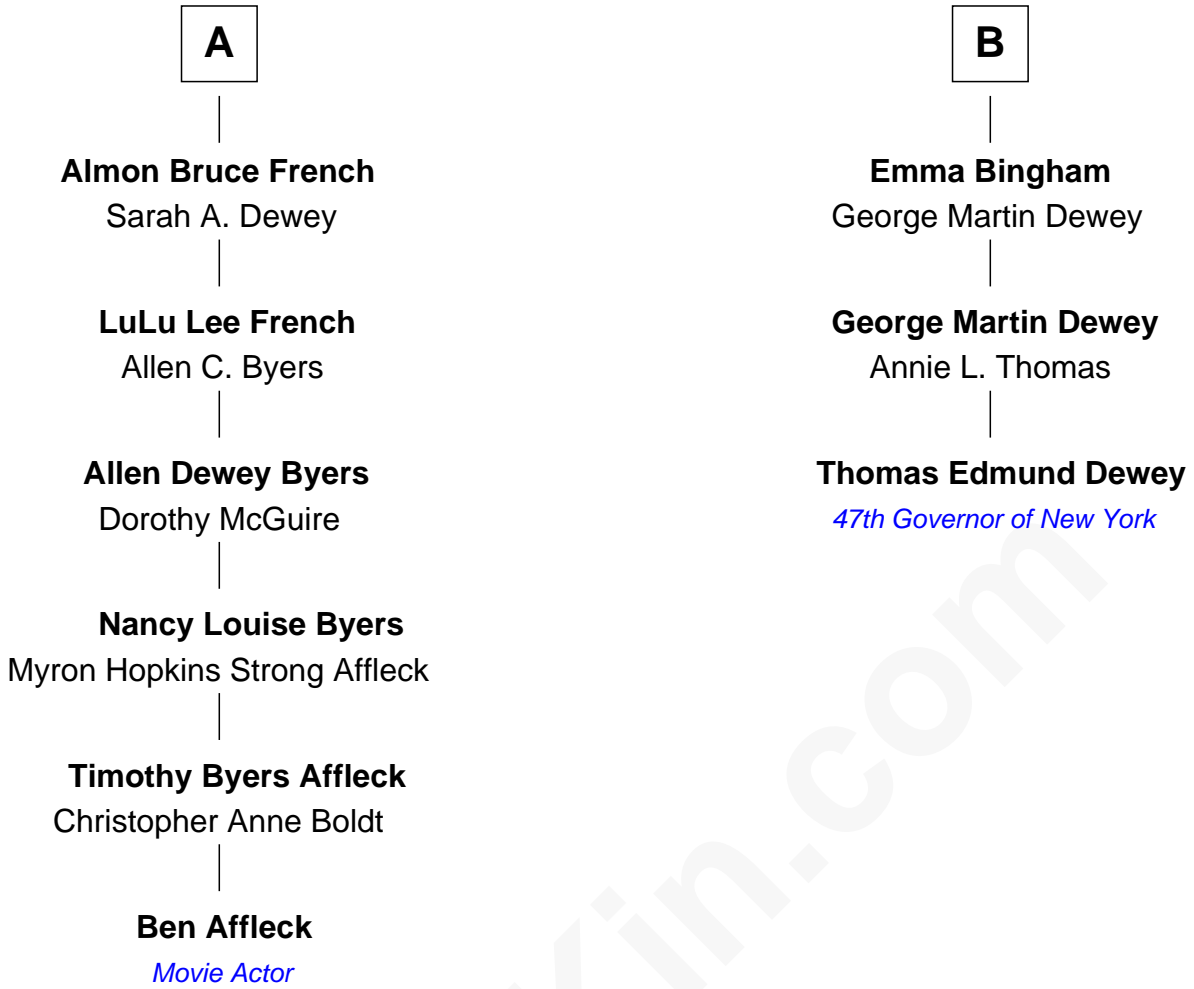 A
Almon Bruce French
Sarah A. Dewey
LuLu Lee French
Allen C. Byers
Allen Dewey Byers
Dorothy McGuire
Nancy Louise Byers
Myron Hopkins Strong Affleck
Timothy Byers Affleck
Christopher Anne Boldt
Ben Affleck
Movie Actor
B
Emma Bingham
George Martin Dewey
George Martin Dewey
Annie L. Thomas
Thomas Edmund Dewey
47th Governor of New York
Kin.com